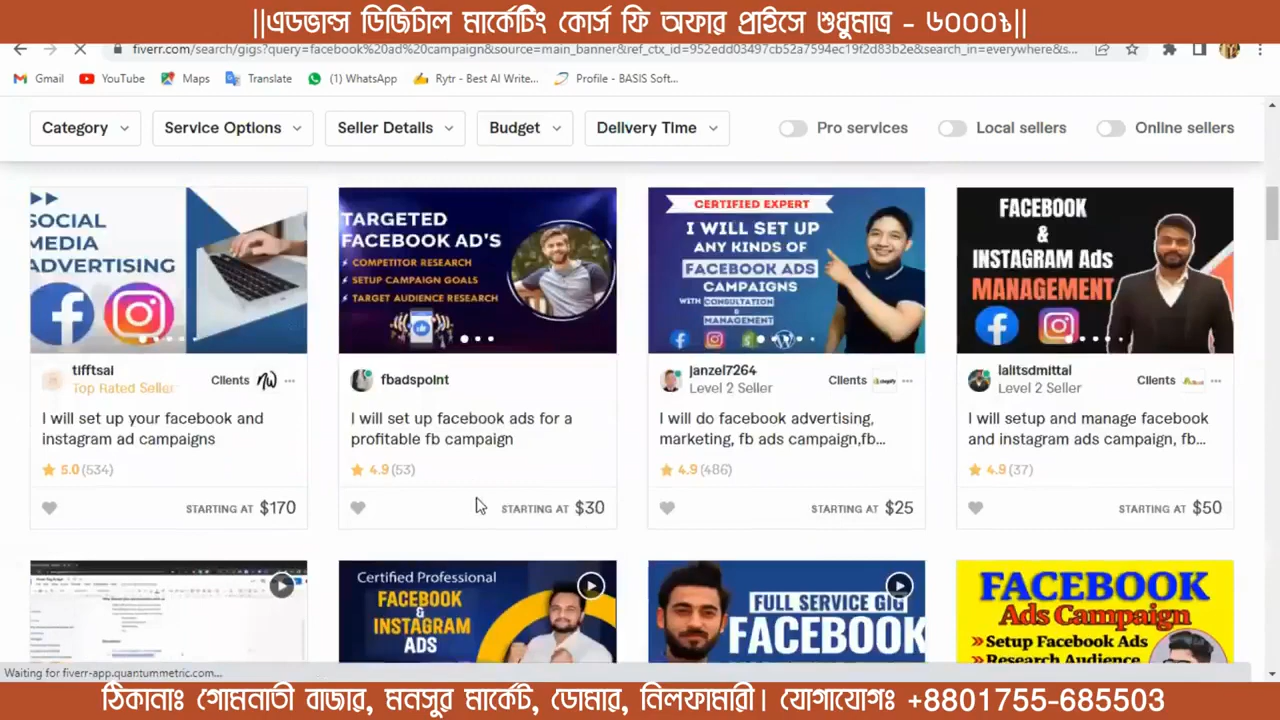 ||এডভান্স ডিজিটাল মার্কেটিং কোর্স ফি অফার প্রাইসে শুধুমাত্র - ৬০০০৳||
fiverr.com/search/gigs?query=facebook%20ad%20campaign&source=main_banner&ref_ctx_id=952edd03497cb52a7594ec19f2d83b2e&search_in=everywhere&s...
Gmail YouTube Maps Translate (1) WhatsApp Rytr - Best AI Write... Profile - BASIS Soft...
Category Service Options Seller Details Budget Delivery Time Pro services Local sellers Online sellers
SOCIAL
MEDIA
ADVERTISING
TARGETED
FACEBOOK AD'S
COMPETITOR RESEARCH
SETUP CAMPAIGN GOALS
TARGET AUDIENCE RESEARCH
CERTIFIED EXPERT
I WILL SET UP
ANY KINDS OF
FACEBOOK ADS
CAMPAIGNS
WITH CONSULTATION
&
MANAGEMENT
FACEBOOK
&
INSTAGRAM Ads
MANAGEMENT
tifftsai
Top Rated Seller
Clients
I will set up your facebook and
instagram ad campaigns
5.0 (534)
STARTING AT $170
fbadspoint
I will set up facebook ads for a
profitable fb campaign
4.9 (53)
STARTING AT $30
janzel7264
Level 2 Seller
Clients shopify
I will do facebook advertising,
marketing, fb ads campaign,fb...
4.9 (486)
STARTING AT $25
lalitsdmittal
Level 2 Seller
Clients
I will setup and manage facebook
and instagram ads campaign, fb...
4.9 (37)
STARTING AT $50
Certified Professional
FACEBOOK
&
INSTAGRAM
ADS
FULL SERVICE GIG
FACEBOOK
FACEBOOK
Ads Campaign
Setup Facebook Ads
Research Audience
Waiting for fiverr-app.quantummetric.com...
ঠিকানাঃ গোমনাতী বাজার, মনসুর মার্কেট, ডোমার, নিলফামারী। যোগাযোগঃ +8801755-685503